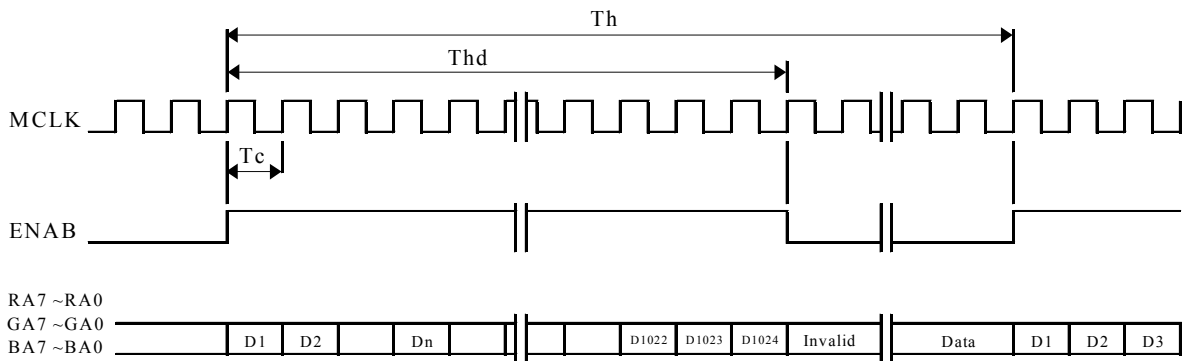 Th
Thd
MCLK
Tc
ENAB
RA7 ~RA0
GA7 ~GA0
BA7 ~BA0
D1 D2 Dn D1022 D1023 D1024 Invalid Data D1 D2 D3